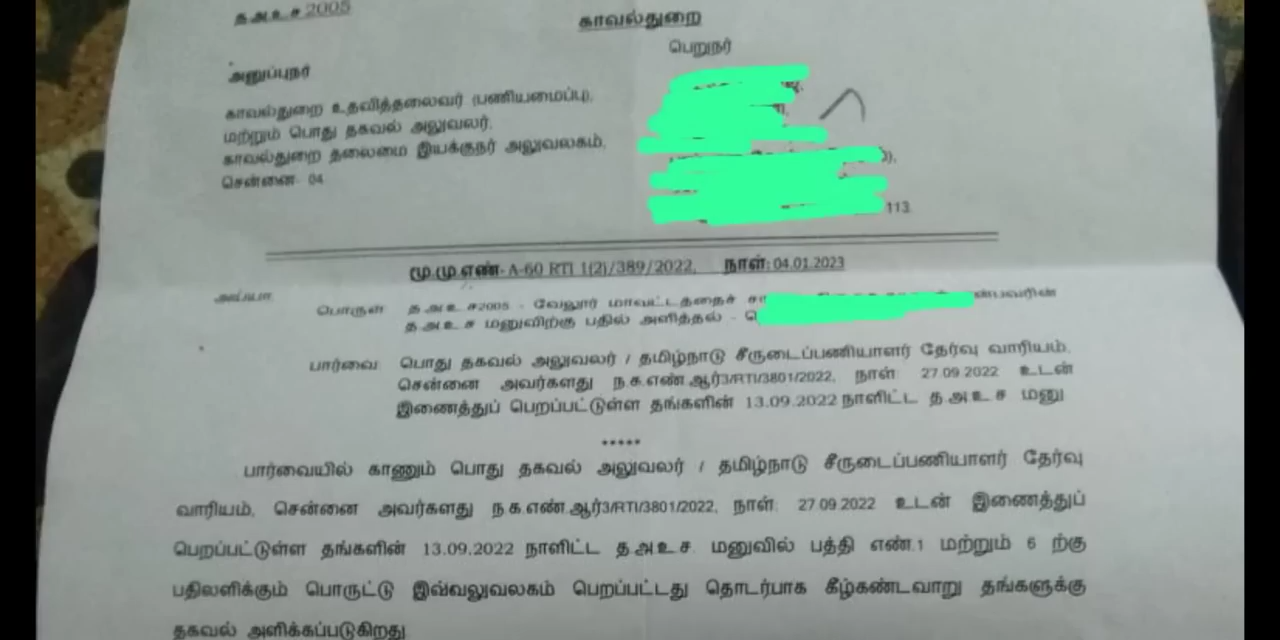 த.அ.உ.ச 2005
காவல்துறை
அனுப்புநர்
காவல்துறை உதவித்தலைவர் (பணியமைப்பு),
மற்றும் பொது தகவல் அலுவலர்,
காவல்துறை தலைமை இயக்குநர் அலுவலகம்,
சென்னை- 04
பெறுநர்
113.
மு.மு.எண்- A-60 RTI 1(2)/389/2022, நாள்: 04.01.2023
அய்யா
பொருள் த.அ.உ.ச2005 - வேலூர் மாவட்டத்தைச் என்பவரின்
த.அ.உ.ச மனுவிற்கு பதில் அளித்தல் -
பார்வை பொது தகவல் அலுவலர் / தமிழ்நாடு சீருடைப்பணியாளர் தேர்வு வாரியம்,
சென்னை அவர்களது ந.க.எண்.ஆர்3/RTI/3801/2022, நாள் 27.09.2022 உடன்
இணைத்துப் பெறப்பட்டுள்ள தங்களின் 13.09.2022 நாளிட்ட த.அ.உ.ச மனு
*****
பார்வையில் காணும் பொது தகவல் அலுவலர் / தமிழ்நாடு சீருடைப்பணியாளர் தேர்வு
வாரியம், சென்னை அவர்களது ந.க.எண்.ஆர்3/RTI/3801/2022, நாள்: 27.09.2022 உடன் இணைத்துப்
பெறப்பட்டுள்ள தங்களின் 13.09.2022 நாளிட்ட த.அ.உ.ச. மனுவில் பத்தி எண்.1 மற்றும் 6 ற்கு
பதிலளிக்கும் பொருட்டு இவ்வலுவலகம் பெறப்பட்டது தொடர்பாக கீழ்கண்டவாறு தங்களுக்கு
தகவல் அளிக்கப்படுகிறது